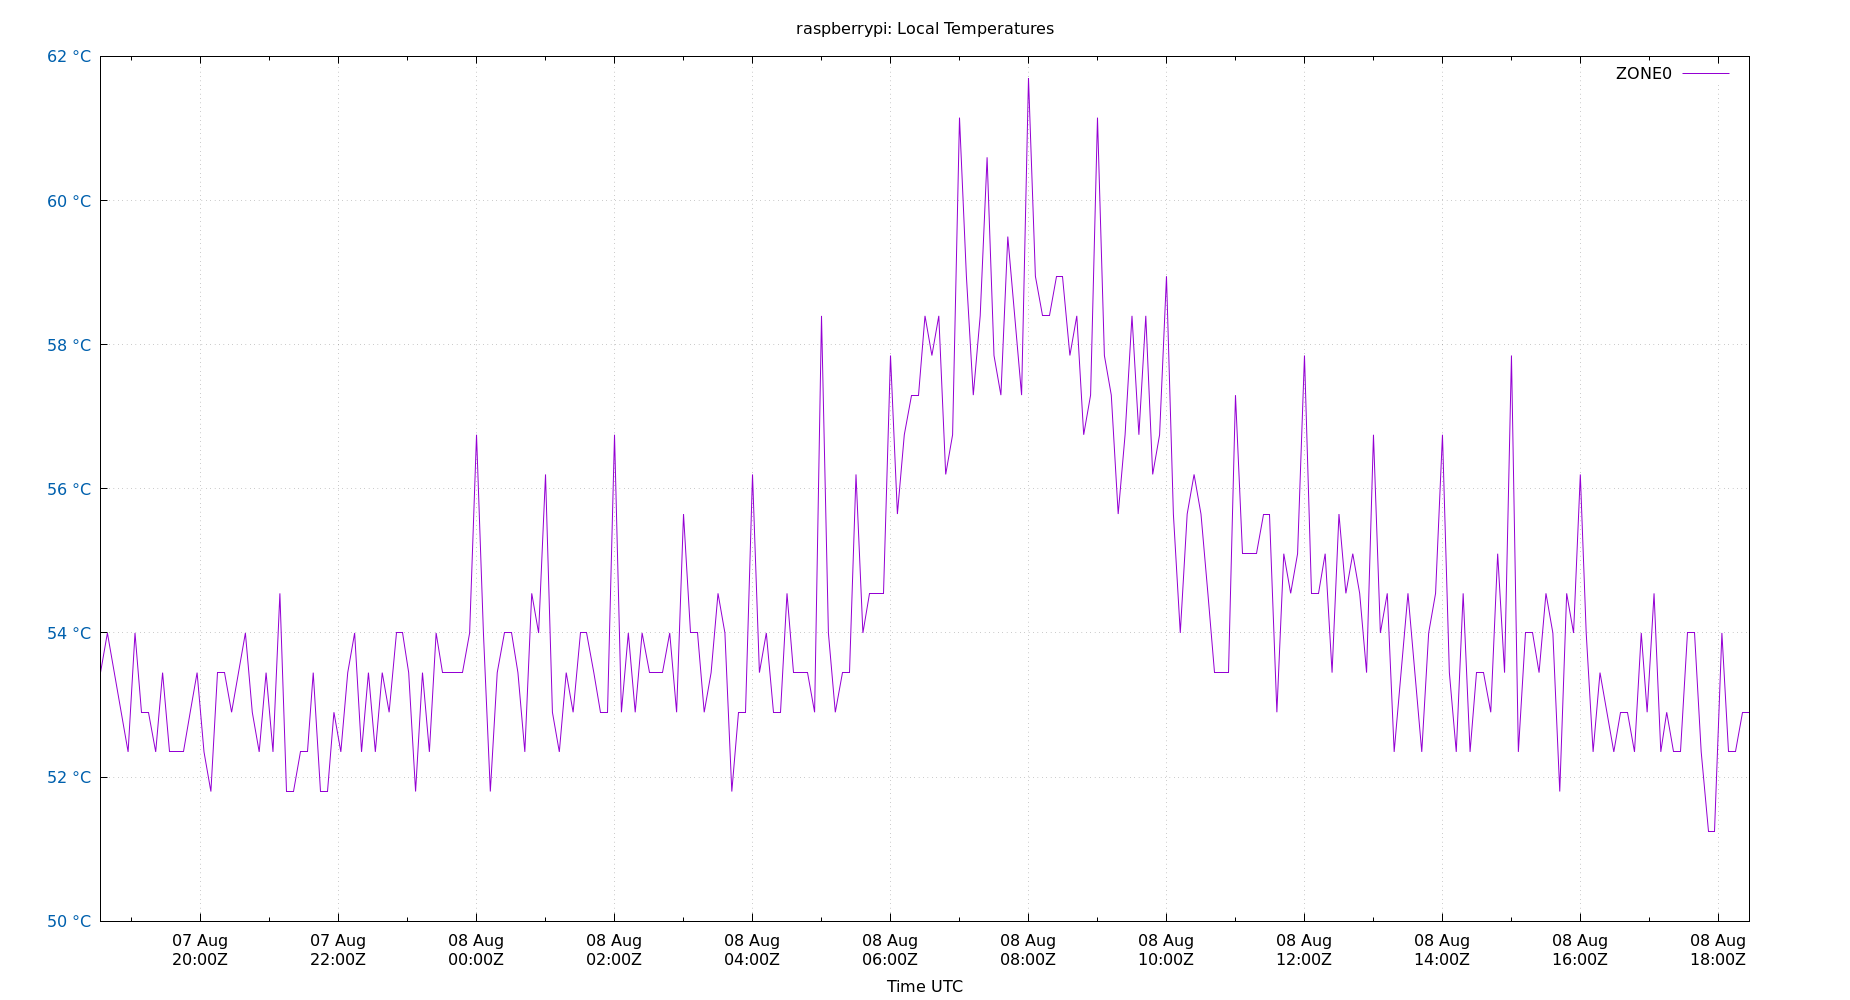 raspberrypi: Local Temperatures
ZONE0
62 °C
60 °C
58 °C
56 °C
54 °C
52 °C
50 °C
07 Aug 07 Aug 08 Aug 08 Aug 08 Aug 08 Aug 08 Aug 08 Aug 08 Aug 08 Aug 08 Aug 08 Aug
20:00Z 22:00Z 00:00Z 02:00Z 04:00Z 06:00Z 08:00Z 10:00Z 12:00Z 14:00Z 16:00Z 18:00Z
Time UTC